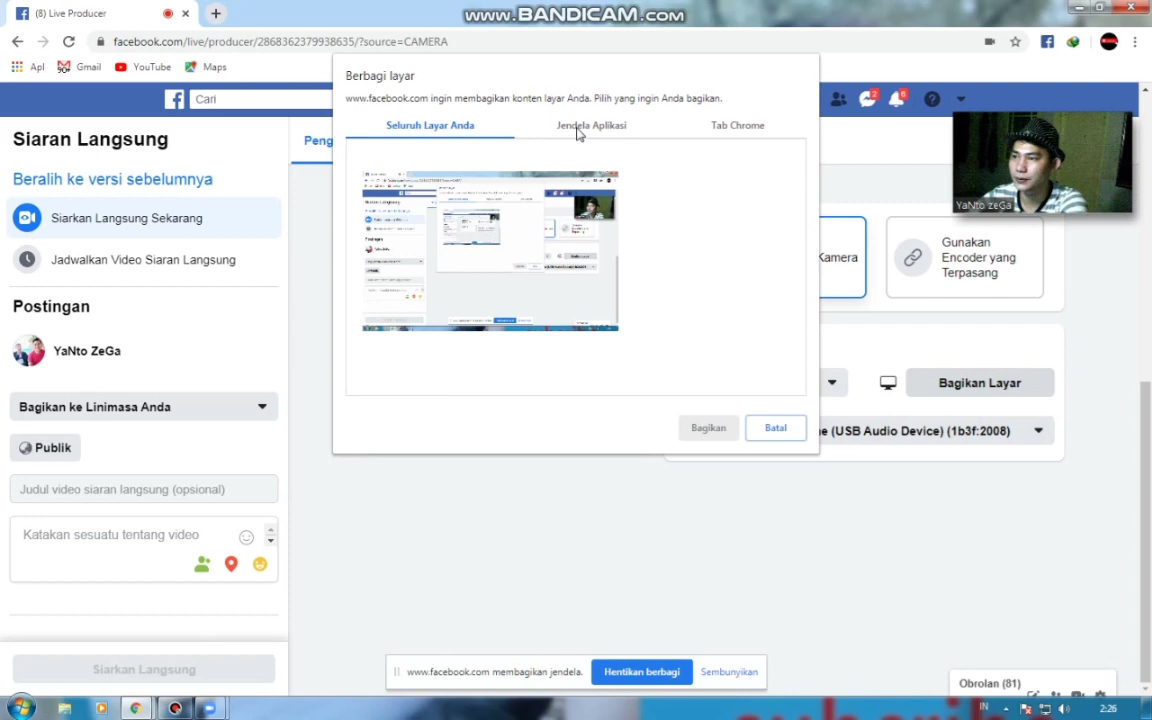 (8) Live Producer
www.BANDICAM.com
facebook.com/live/producer/2868362379938635/?source=CAMERA
Apl
Gmail
YouTube
Maps
Cari
Berbagi layar
www.facebook.com ingin membagikan konten layar Anda. Pilih yang ingin Anda bagikan.
Seluruh Layar Anda
Jendela Aplikasi
Tab Chrome
Bagikan
Batal
Siaran Langsung
Beralih ke versi sebelumnya
Siarkan Langsung Sekarang
Jadwalkan Video Siaran Langsung
Postingan
YaNto ZeGa
Bagikan ke Linimasa Anda
Publik
Judul video siaran langsung (opsional)
Katakan sesuatu tentang video
Siarkan Langsung
Peng
2
8
YaNto zeGa
Kamera
Gunakan
Encoder yang
Terpasang
Bagikan Layar
e (USB Audio Device) (1b3f:2008)
www.facebook.com membagikan jendela.
Hentikan berbagi
Sembunyikan
Obrolan (81)
IN
2:26